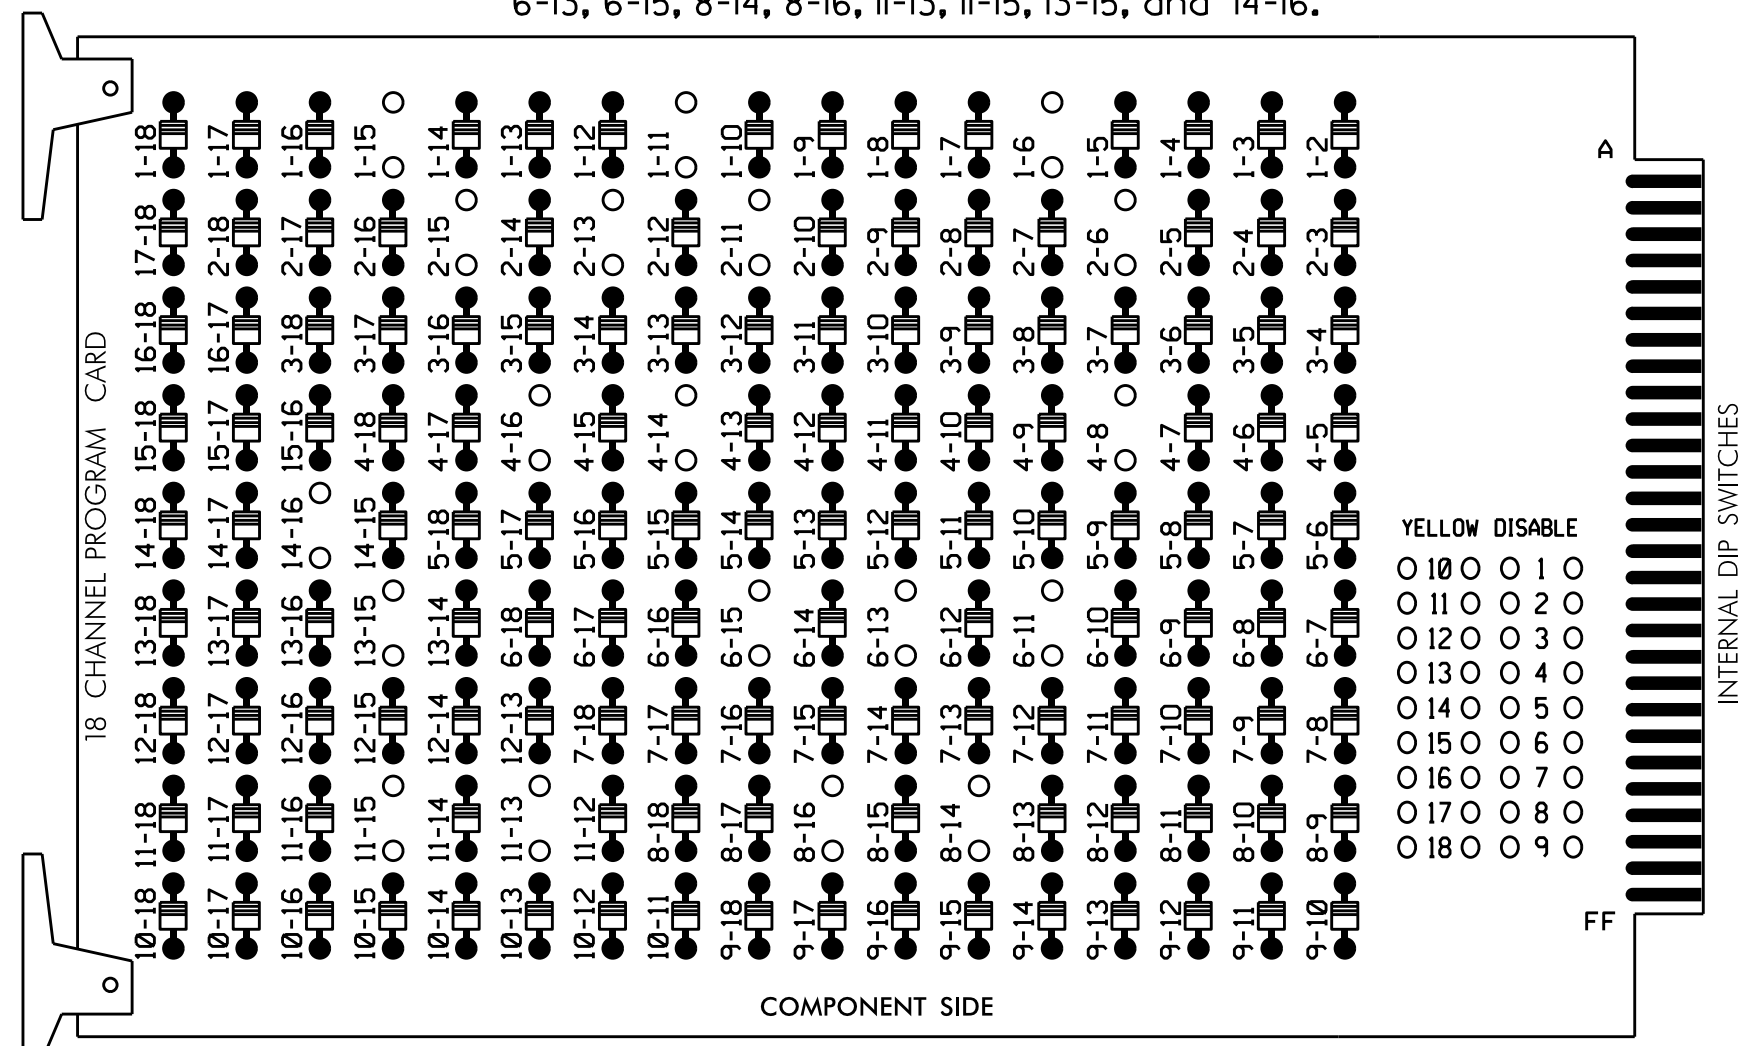 6-13, 6-15, 8-14, 8-16, 11-13, 11-15, 13-15, and 14-16.
1-18 1-17 1-16 1-15 1-14 1-13 1-12 1-11 1-10 1-9 1-8 1-7 1-6 1-5 1-4 1-3 1-2
A
17-18 2-18 2-17 2-16 2-15 2-14 2-13 2-12 2-11 2-10 2-9 2-8 2-7 2-6 2-5 2-4 2-3
16-18 16-17 3-18 3-17 3-16 3-15 3-14 3-13 3-12 3-11 3-10 3-9 3-8 3-7 3-6 3-5 3-4
15-18 15-17 15-16 4-18 4-17 4-16 4-15 4-14 4-13 4-12 4-11 4-10 4-9 4-8 4-7 4-6 4-5
14-18 14-17 14-16 14-15 5-18 5-17 5-16 5-15 5-14 5-13 5-12 5-11 5-10 5-9 5-8 5-7 5-6
13-18 13-17 13-16 13-15 13-14 6-18 6-17 6-16 6-15 6-14 6-13 6-12 6-11 6-10 6-9 6-8 6-7
12-18 12-17 12-16 12-15 12-14 12-13 7-18 7-17 7-16 7-15 7-14 7-13 7-12 7-11 7-10 7-9 7-8
11-18 11-17 11-16 11-15 11-14 11-13 11-12 8-18 8-17 8-16 8-15 8-14 8-13 8-12 8-11 8-10 8-9
10-18 10-17 10-16 10-15 10-14 10-13 10-12 10-11 9-18 9-17 9-16 9-15 9-14 9-13 9-12 9-11 9-10
18 CHANNEL PROGRAM CARD
YELLOW DISABLE
10 1
11 2
12 3
13 4
14 5
15 6
16 7
17 8
18 9
FF
INTERNAL DIP SWITCHES
COMPONENT SIDE